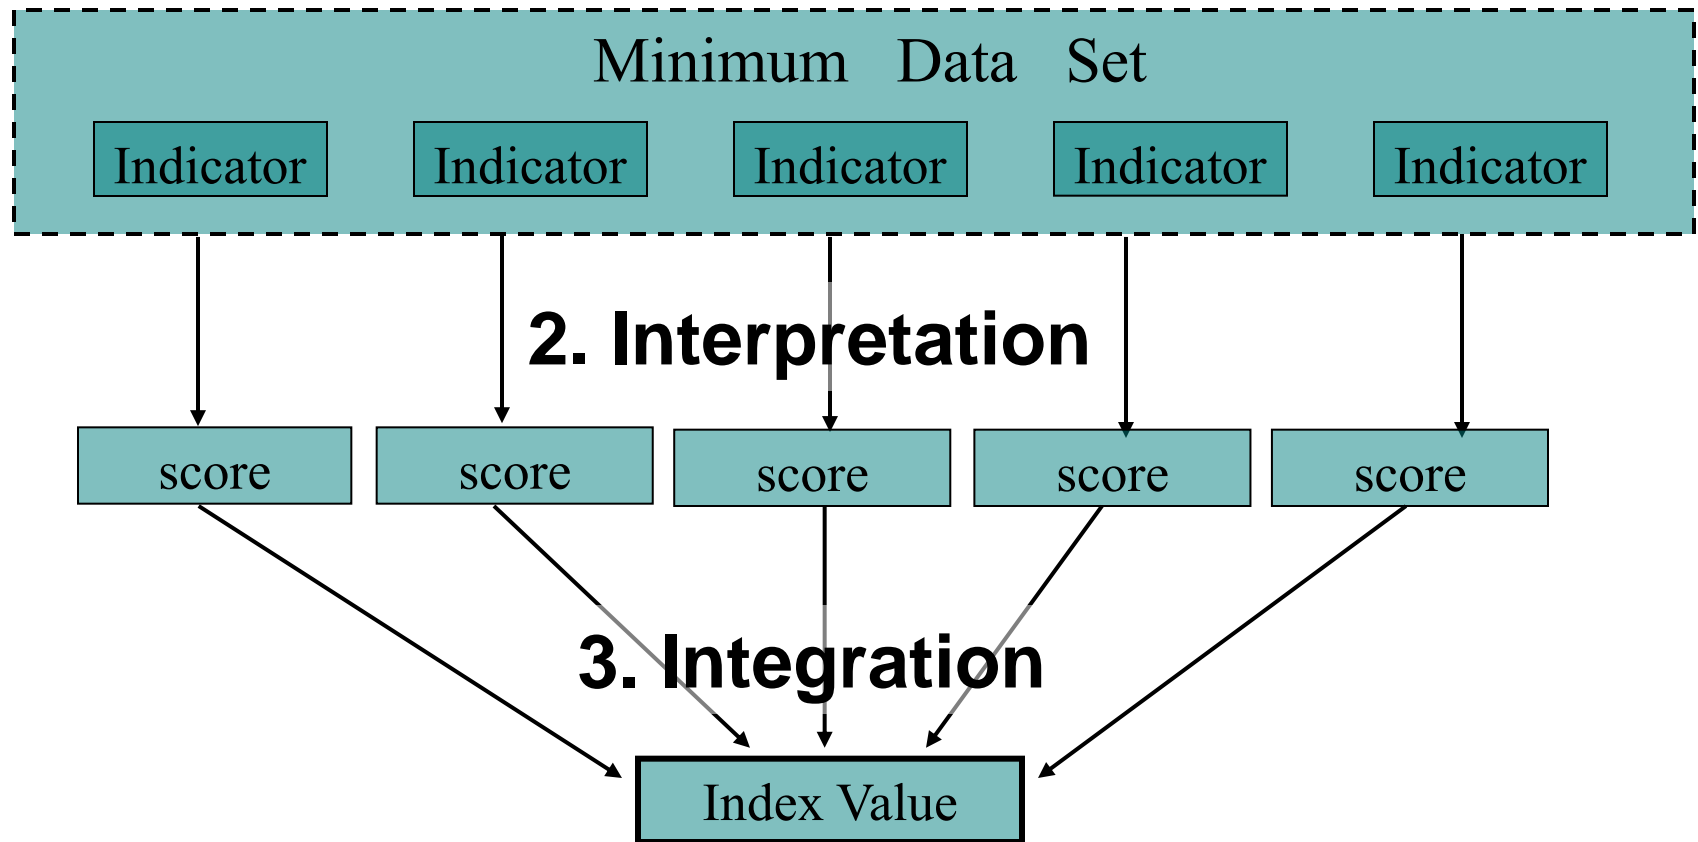 Minimum Data Set
Indicator Indicator Indicator Indicator Indicator
2. Interpretation
score score score score score
3. Integration
Index Value